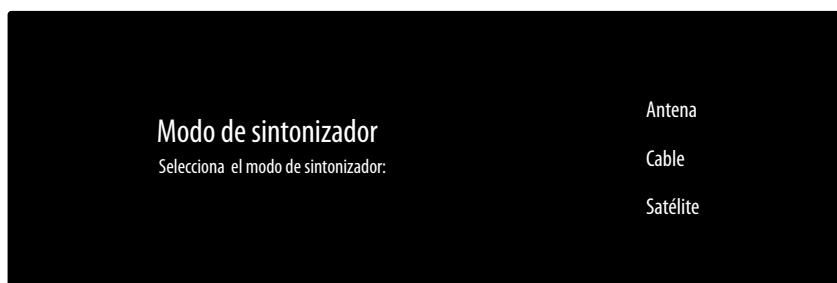 Modo de sintonizador
Selecciona el modo de sintonizador:
Antena
Cable
Satélite